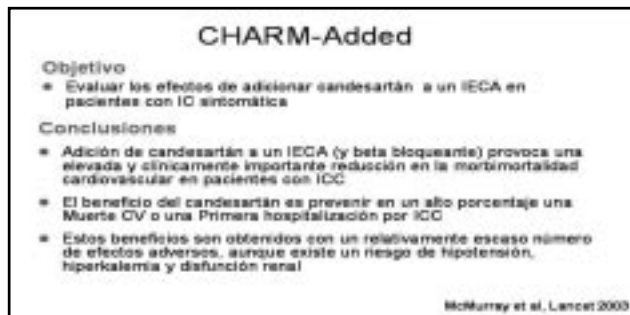 CHARM-Added
Objetivo
* Evaluar los efectos de adicionar candesartán a un IECA en
pacientes con IC sintomática
Conclusiones
* Adición de candesartán a un IECA (y beta bloqueante) provoca una
elevada y clínicamente importante reducción en la morbimortalidad
cardiovascular en pacientes con ICC
* El beneficio del candesartán es prevenir en un alto porcentaje una
Muerte CV o una Primera hospitalización por ICC
* Estos beneficios son obtenidos con un relativamente escaso número
de efectos adversos, aunque existe un riesgo de hipotensión,
hiperkalemia y disfunción renal
McMurray et al, Lancet 2003